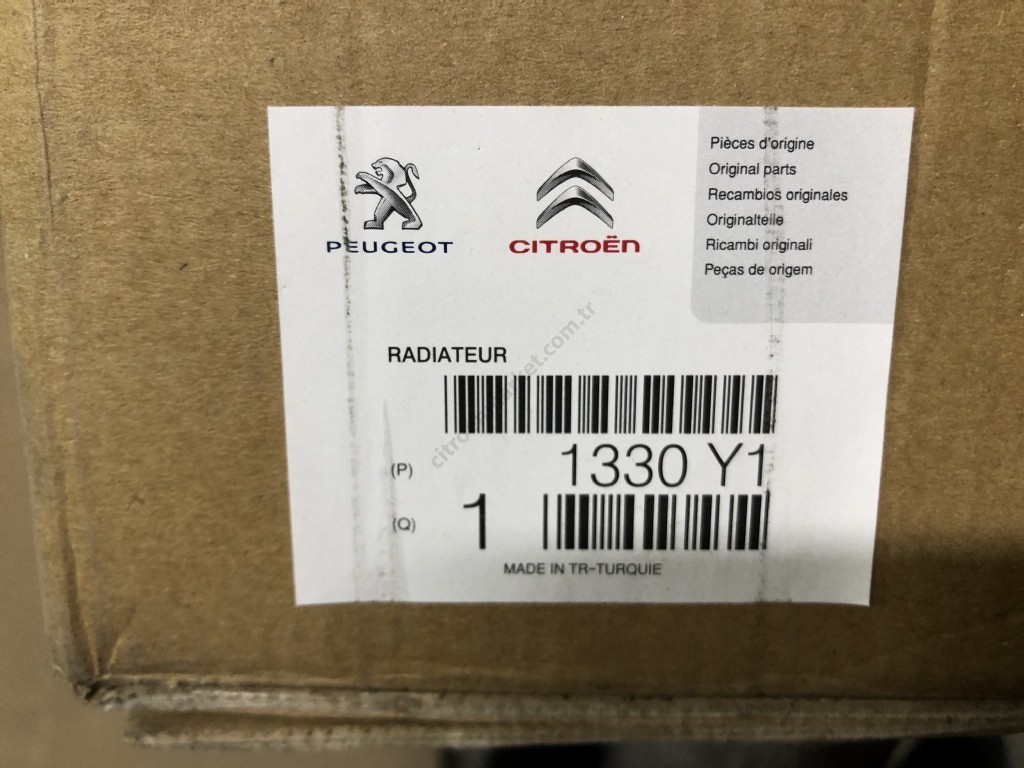 PEUGEOT
CITROËN
Pièces d'origine
Original parts
Recambios originales
Originalteile
Ricambi originali
Peças de origem
RADIATEUR
(P) 1330 Y1
(Q) 1
MADE IN TR-TURQUIE